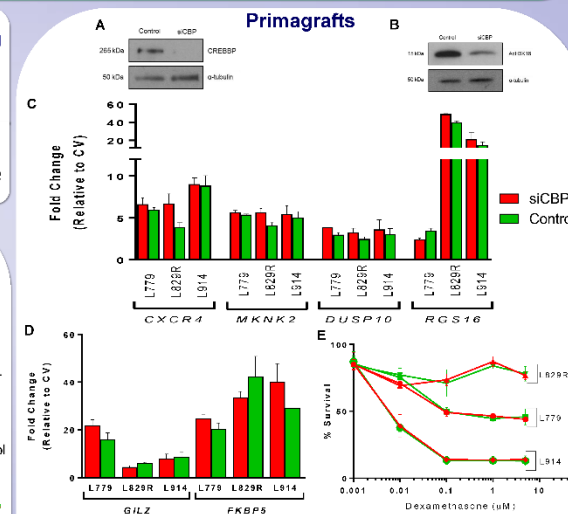 Primagrafts
A
Control siCBP
265 kDa CREBBP
50 kDa α-tubulin
B
Control siCBP
50 kDa α-tubulin
C
Fold Change
(Relative to CV)
60
40
20
10
5
0
L779 L829R L914 L779 L829R L914 L779 L829R L914 L779 L829R L914
CXCR4 MKNK2 DUSP10 RGS16
siCBP
Contro
D
Fold Change
(Relative to CV)
60
40
20
0
L779 L829R L914 L779 L829R L914
GILZ FKBP5
E
% Survival
100
50
0
0.001 0.01 0.1 1 10
Dexamethasone (uM)
L829R
L779
L914